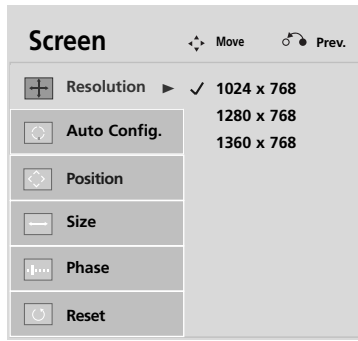 Screen Move Prev.
Resolution ► ✓ 1024 x 768
1280 x 768
Auto Config.
1360 x 768
Position
Size
Phase
Reset